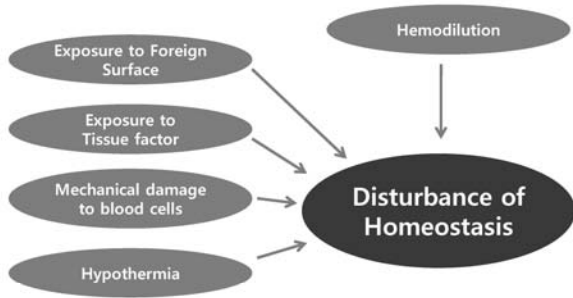 Hemodilution
Exposure to Foreign
Surface
Exposure to
Tissue factor
Mechanical damage
to blood cells
Hypothermia
Disturbance of
Homeostasis